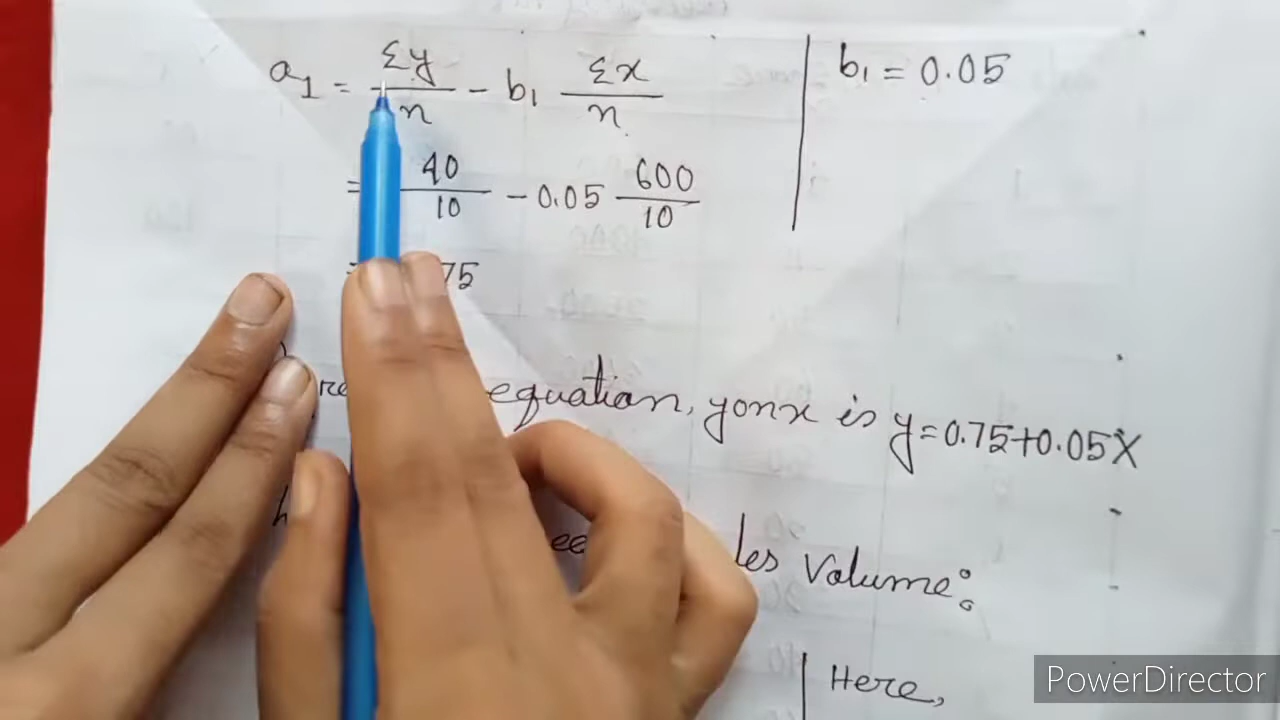 a1 = Σy/n - b1 Σx/n
b1 = 0.05
= 40/10 - 0.05 600/10
= 75
equation, y on x is y=0.75+0.05X
les Volume:
Here,
PowerDirector